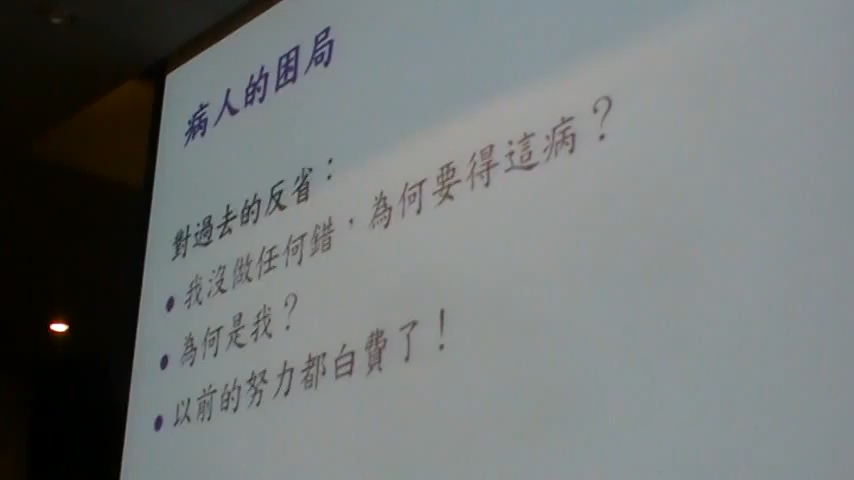 病人的困局
對過去的反省：
•我沒做任何錯，為何要得這病？
•為何是我？
•以前的努力都白費了！